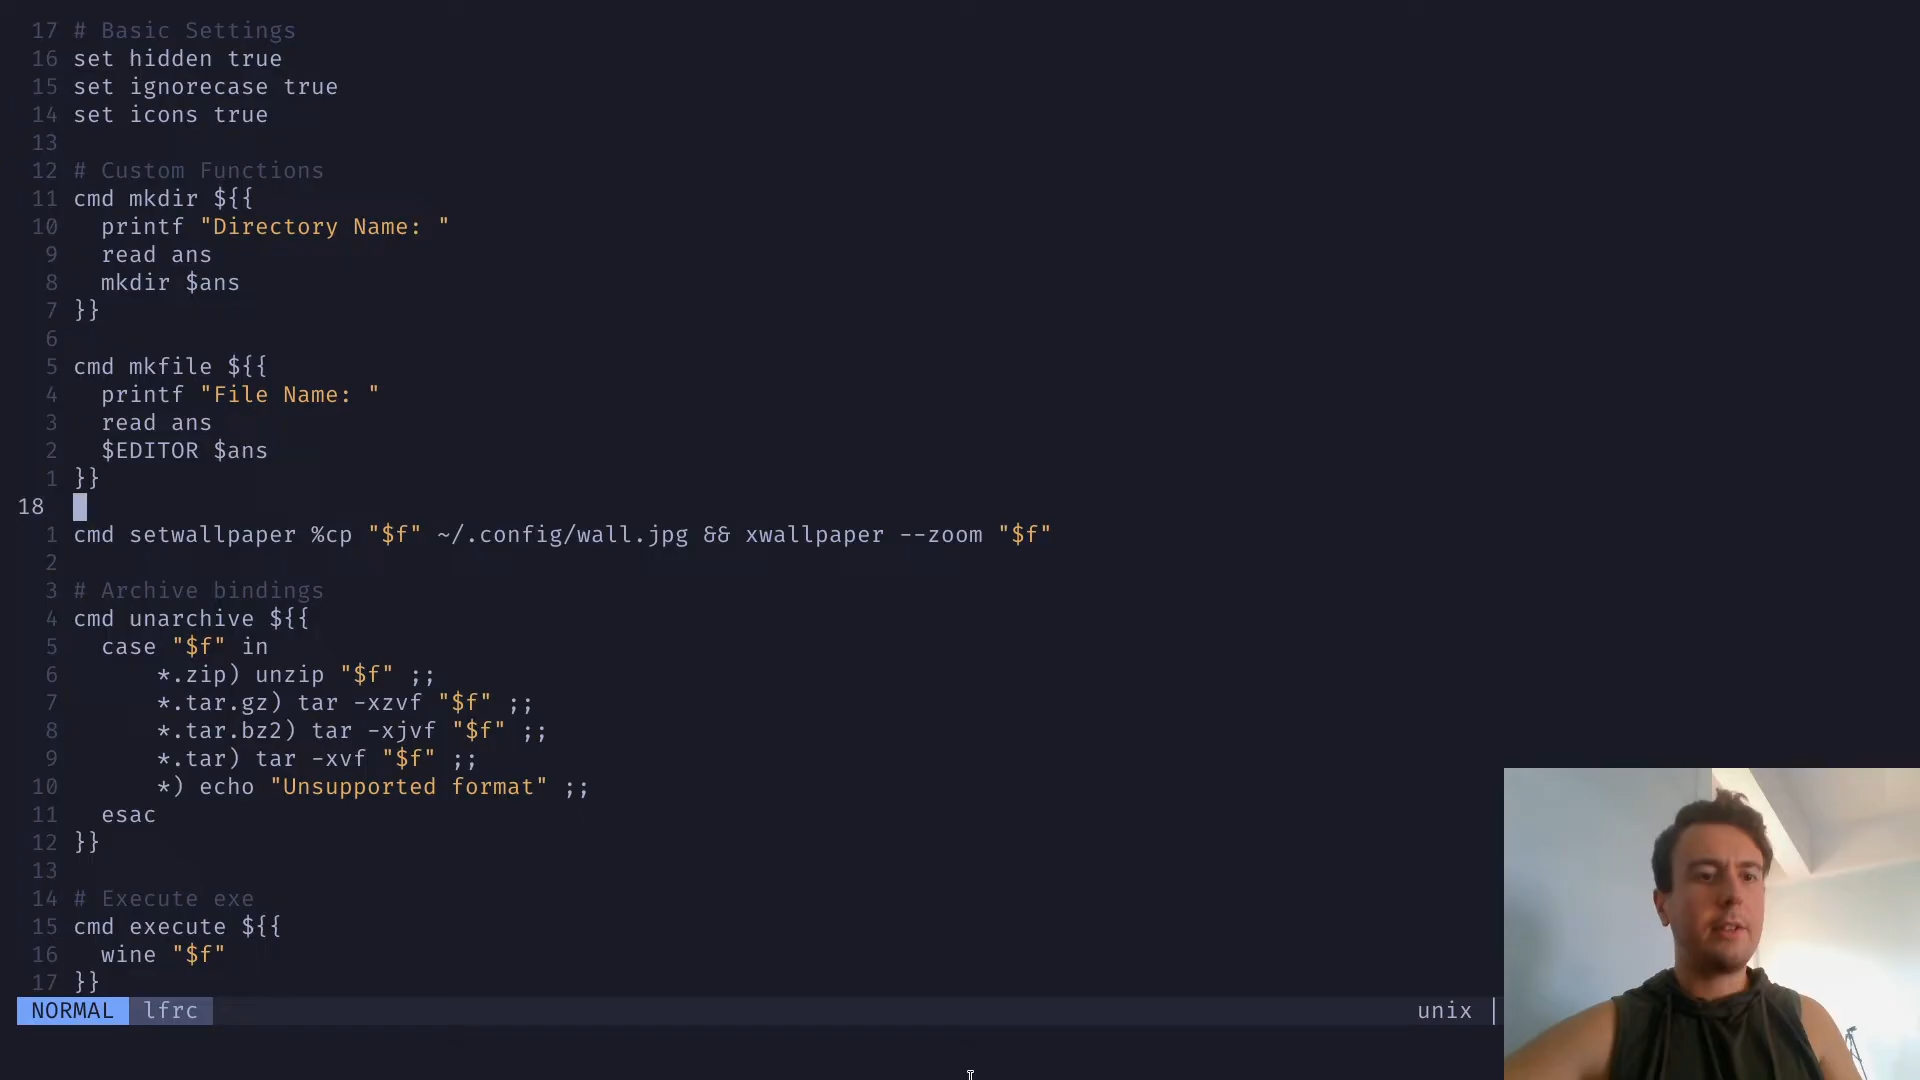 17 # Basic Settings
16 set hidden true
15 set ignorecase true
14 set icons true
13
12 # Custom Functions
11 cmd mkdir ${{
10   printf "Directory Name: "
9   read ans
8   mkdir $ans
7 }}
6
5 cmd mkfile ${{
4   printf "File Name: "
3   read ans
2   $EDITOR $ans
1 }}
18
1 cmd setwallpaper %cp "$f" ~/.config/wall.jpg && xwallpaper --zoom "$f"
2
3 # Archive bindings
4 cmd unarchive ${{
5   case "$f" in
6       *.zip) unzip "$f" ;;
7       *.tar.gz) tar -xzvf "$f" ;;
8       *.tar.bz2) tar -xjvf "$f" ;;
9       *.tar) tar -xvf "$f" ;;
10       *) echo "Unsupported format" ;;
11   esac
12 }}
13
14 # Execute exe
15 cmd execute ${{
16   wine "$f"
17 }}
NORMAL lfrc unix |